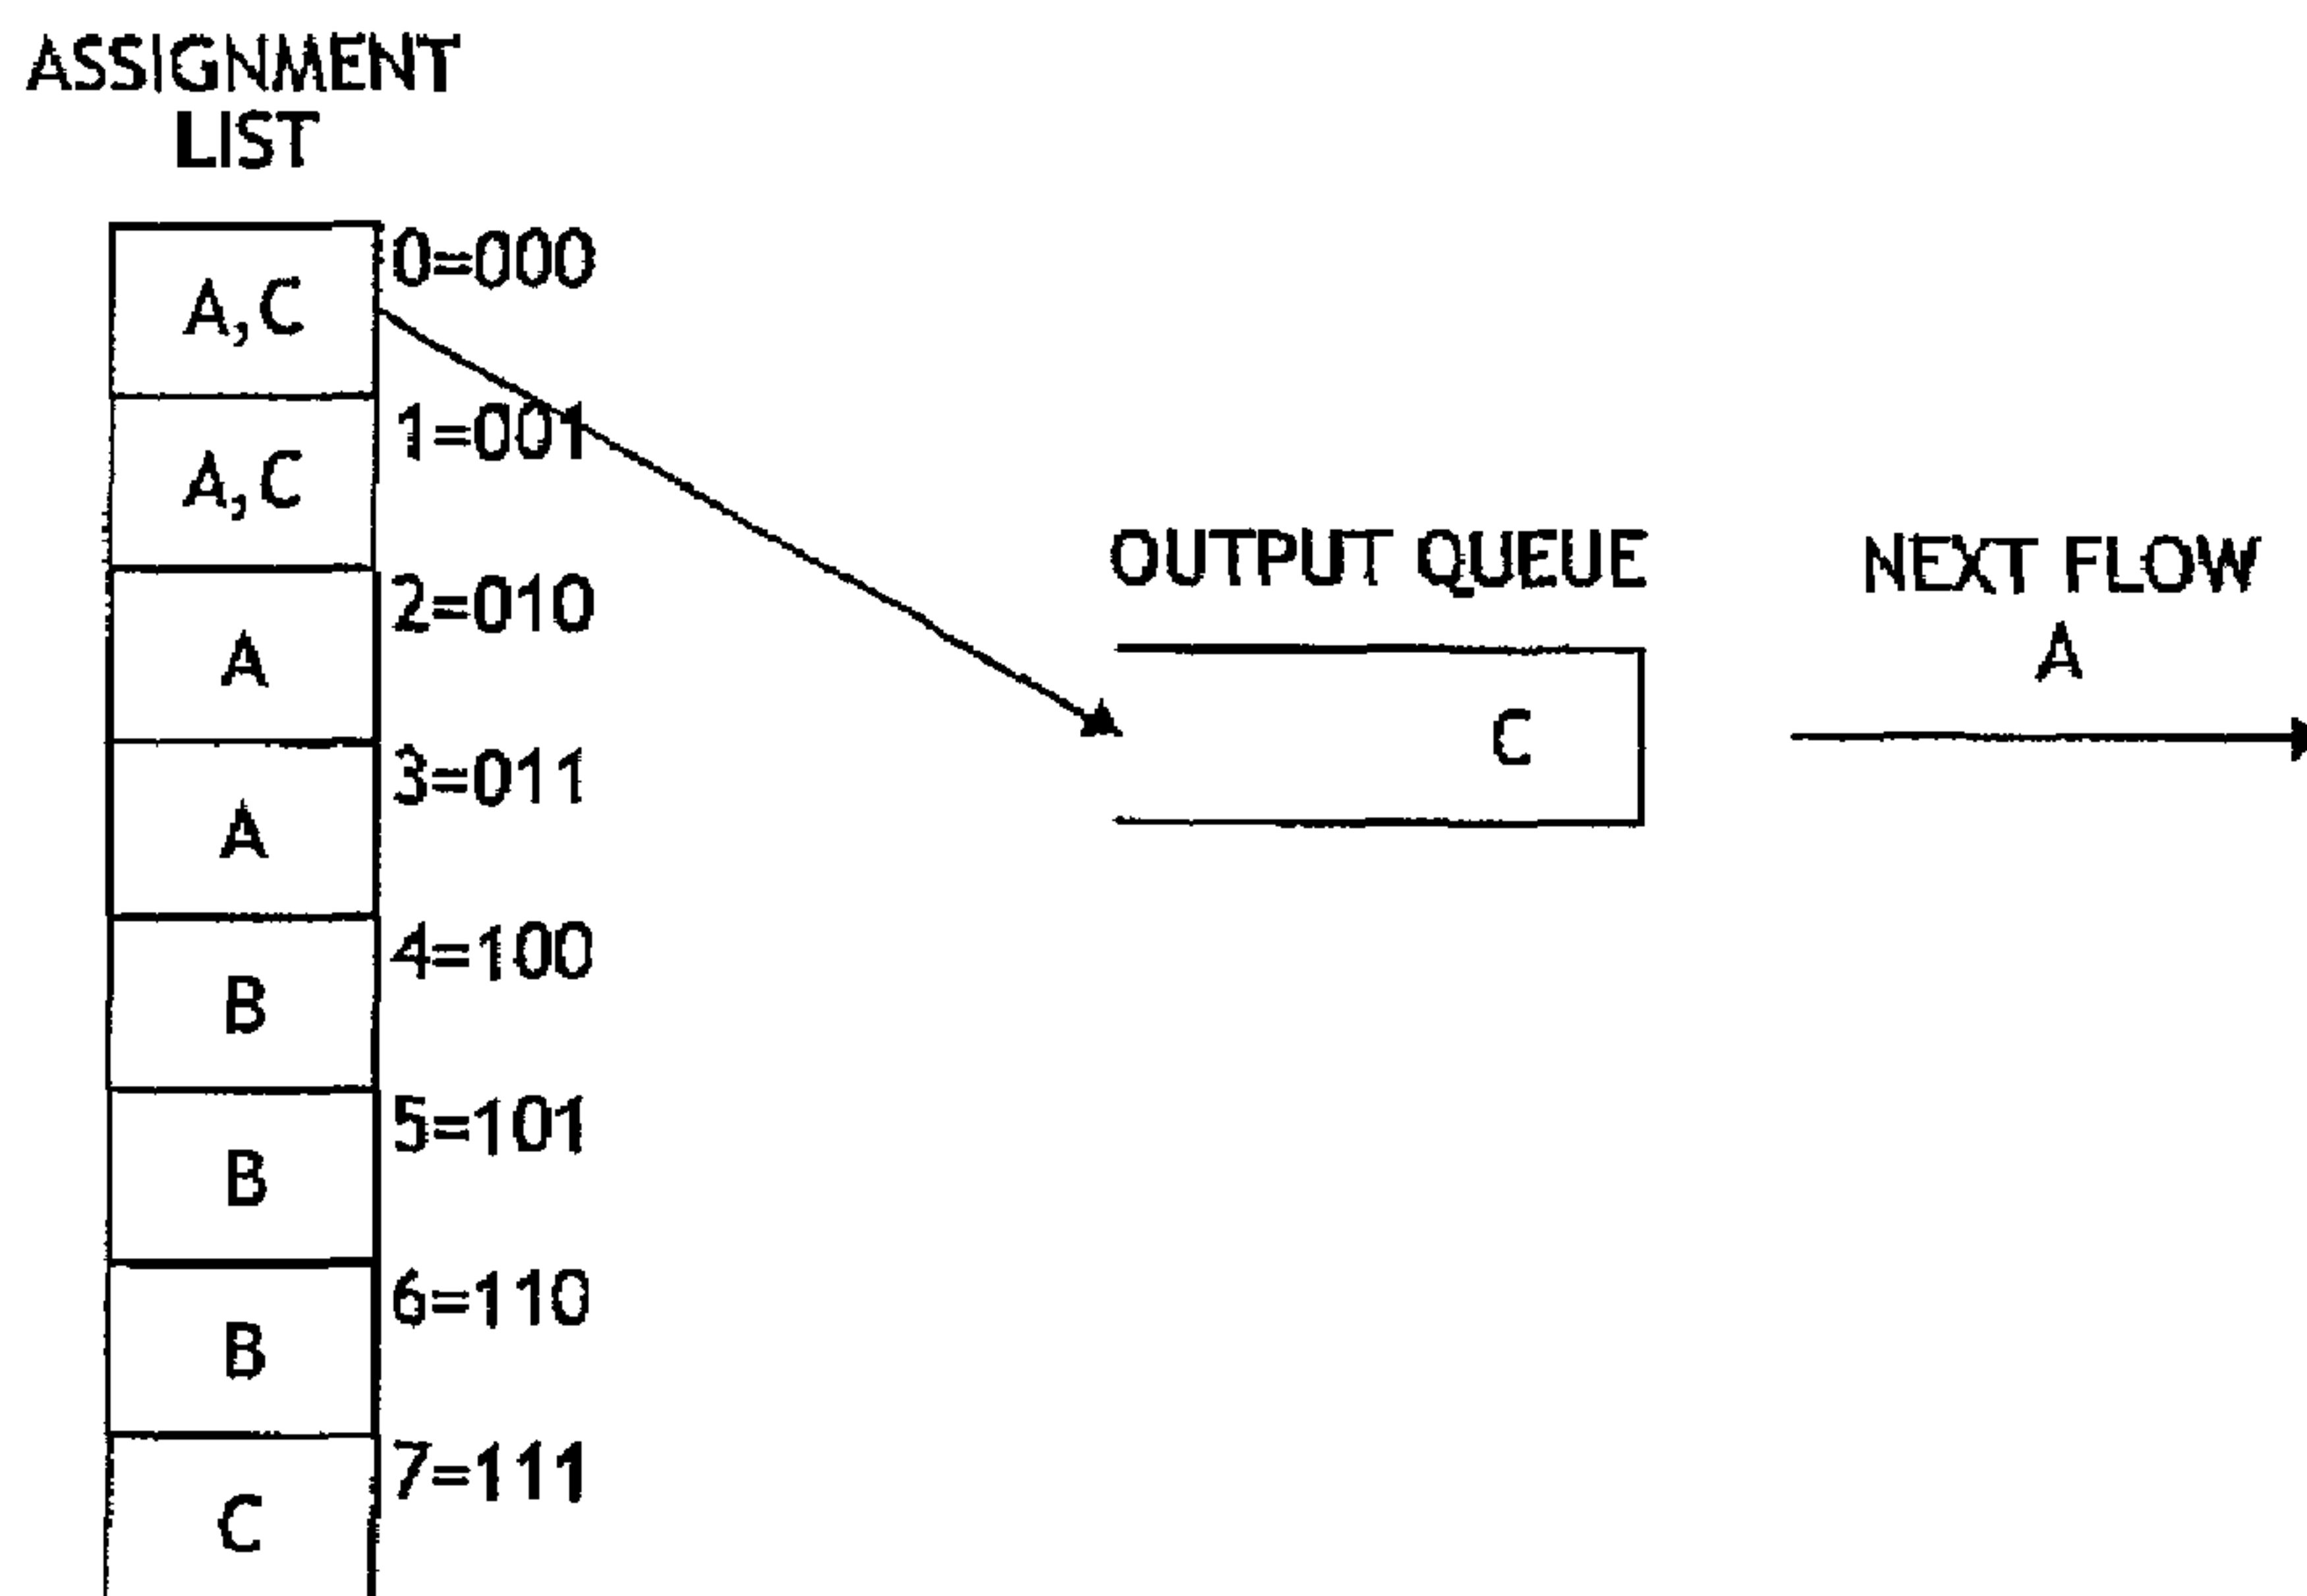 ASSIGNMENT
LIST
0=000
A,C
1=001
A,C
2=010
A
3=011
A
4=100
B
5=101
B
6=110
B
7=111
C
OUTPUT QUEUE
C
NEXT FLOW
A